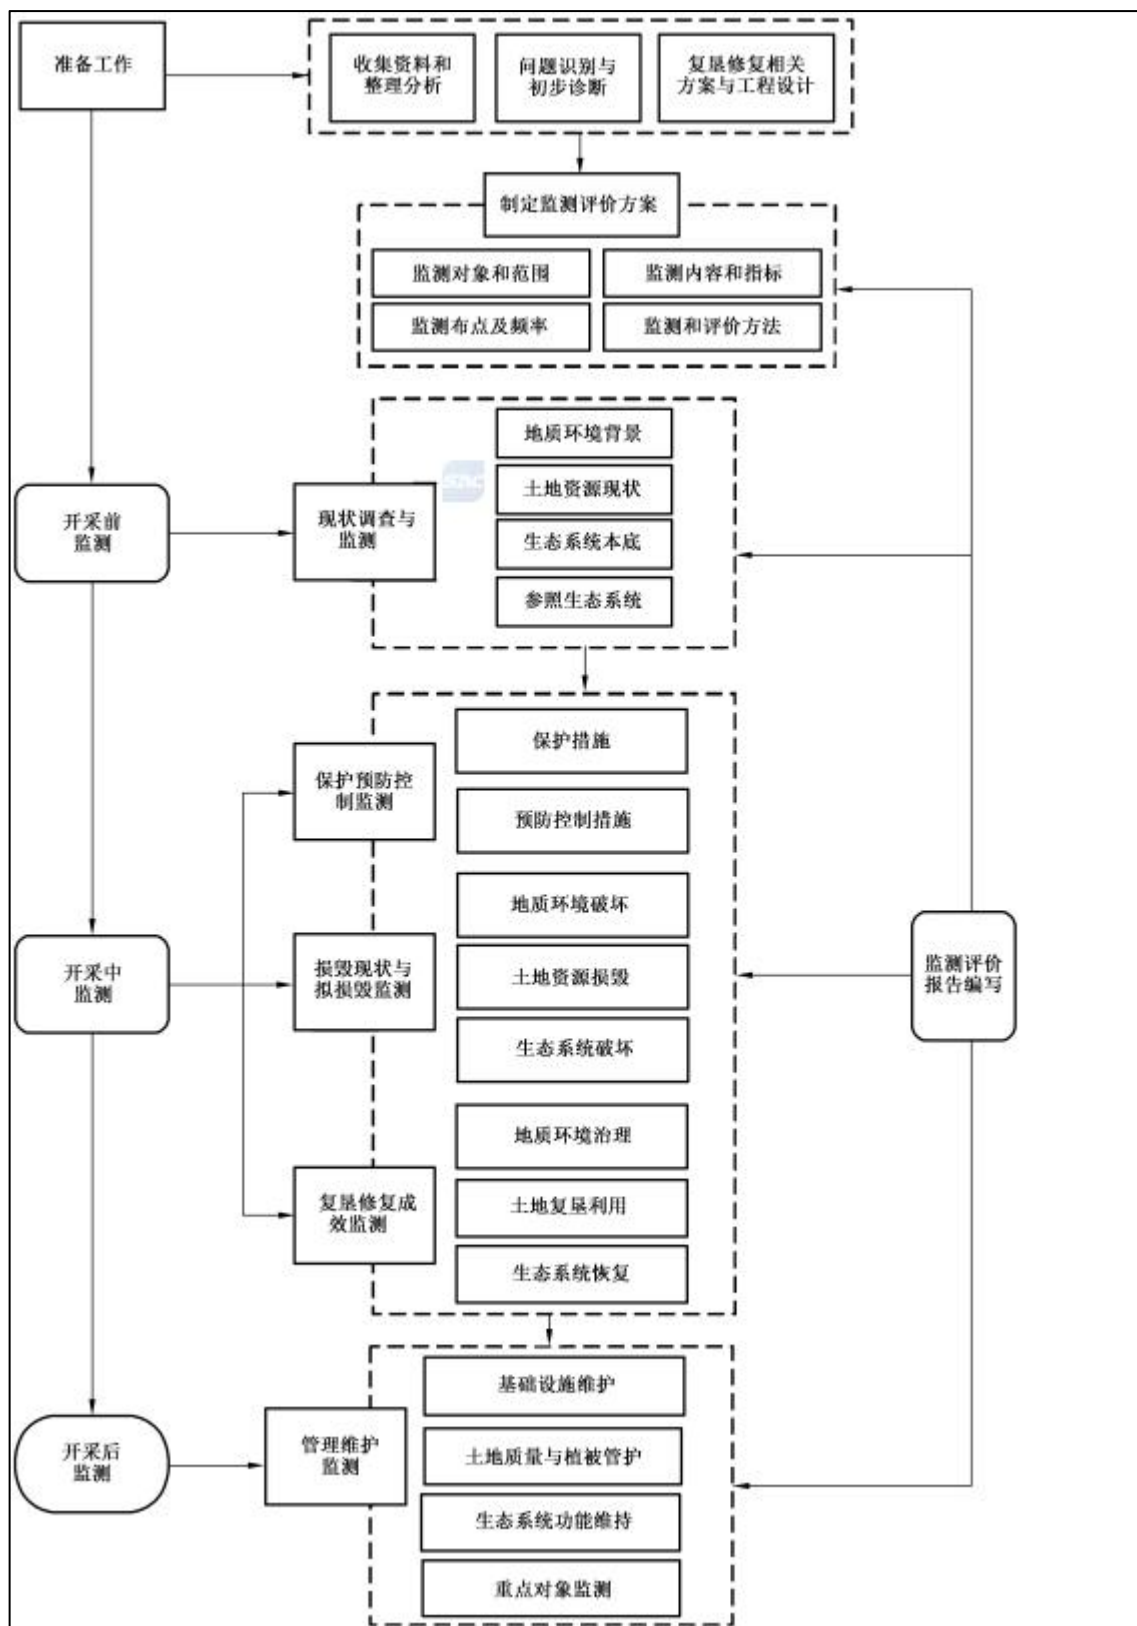 准备工作
收集资料和
整理分析
问题识别与
初步诊断
复垦修复相关
方案与工程设计
制定监测评价方案
监测对象和范围
监测内容和指标
监测布点及频率
监测和评价方法
开采前
监测
现状调查与
监测
地质环境背景
土地资源现状
生态系统本底
参照生态系统
sac
开采中
监测
保护预防控
制监测
保护措施
预防控制措施
损毁现状与
拟损毁监测
地质环境破坏
土地资源损毁
生态系统破坏
复垦修复成
效监测
地质环境治理
土地复垦利用
生态系统恢复
监测评价
报告编写
开采后
监测
管理维护
监测
基础设施维护
土地质量与植被管护
生态系统功能维持
重点对象监测